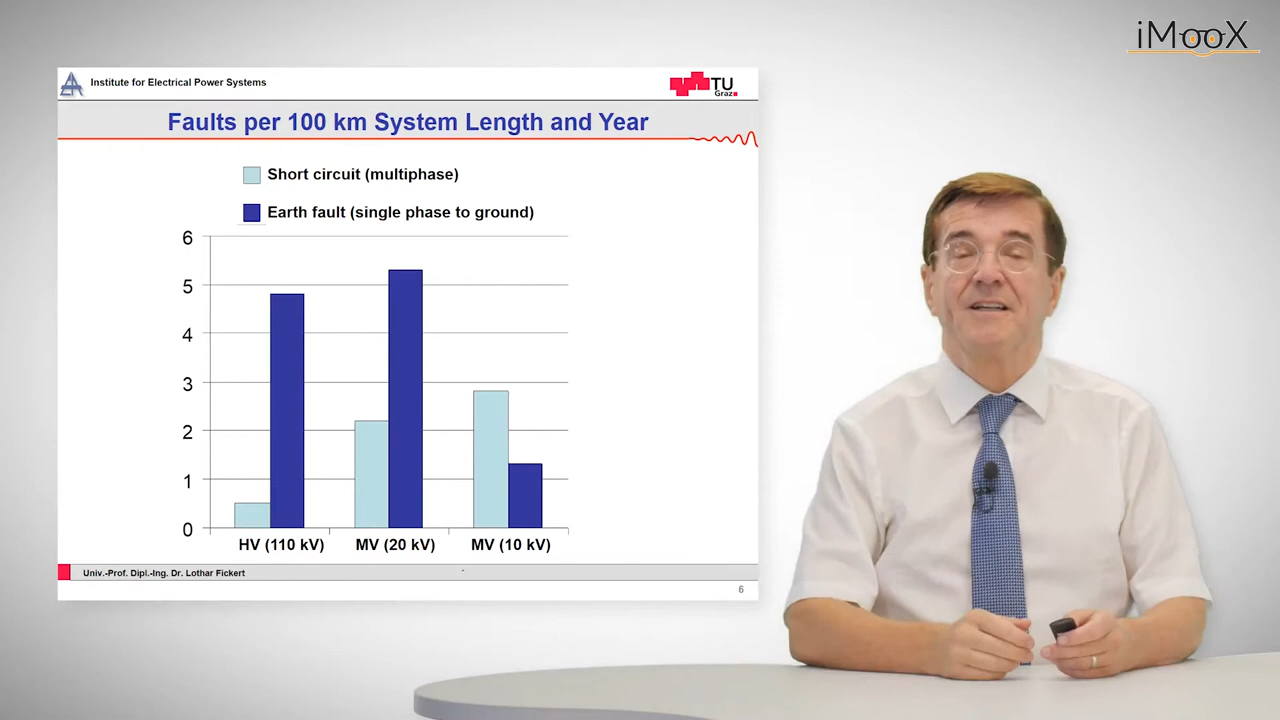 iMooX
Institute for Electrical Power Systems
TU
Graz
Faults per 100 km System Length and Year
Short circuit (multiphase)
Earth fault (single phase to ground)
6
5
4
3
2
1
0
HV (110 kV) MV (20 kV) MV (10 kV)
Univ.-Prof. Dipl.-Ing. Dr. Lothar Fickert
6